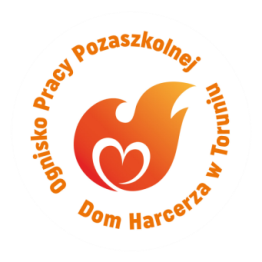 Ognisko Pracy Pozaszkolnej
Dom Harcerza w Toruniu